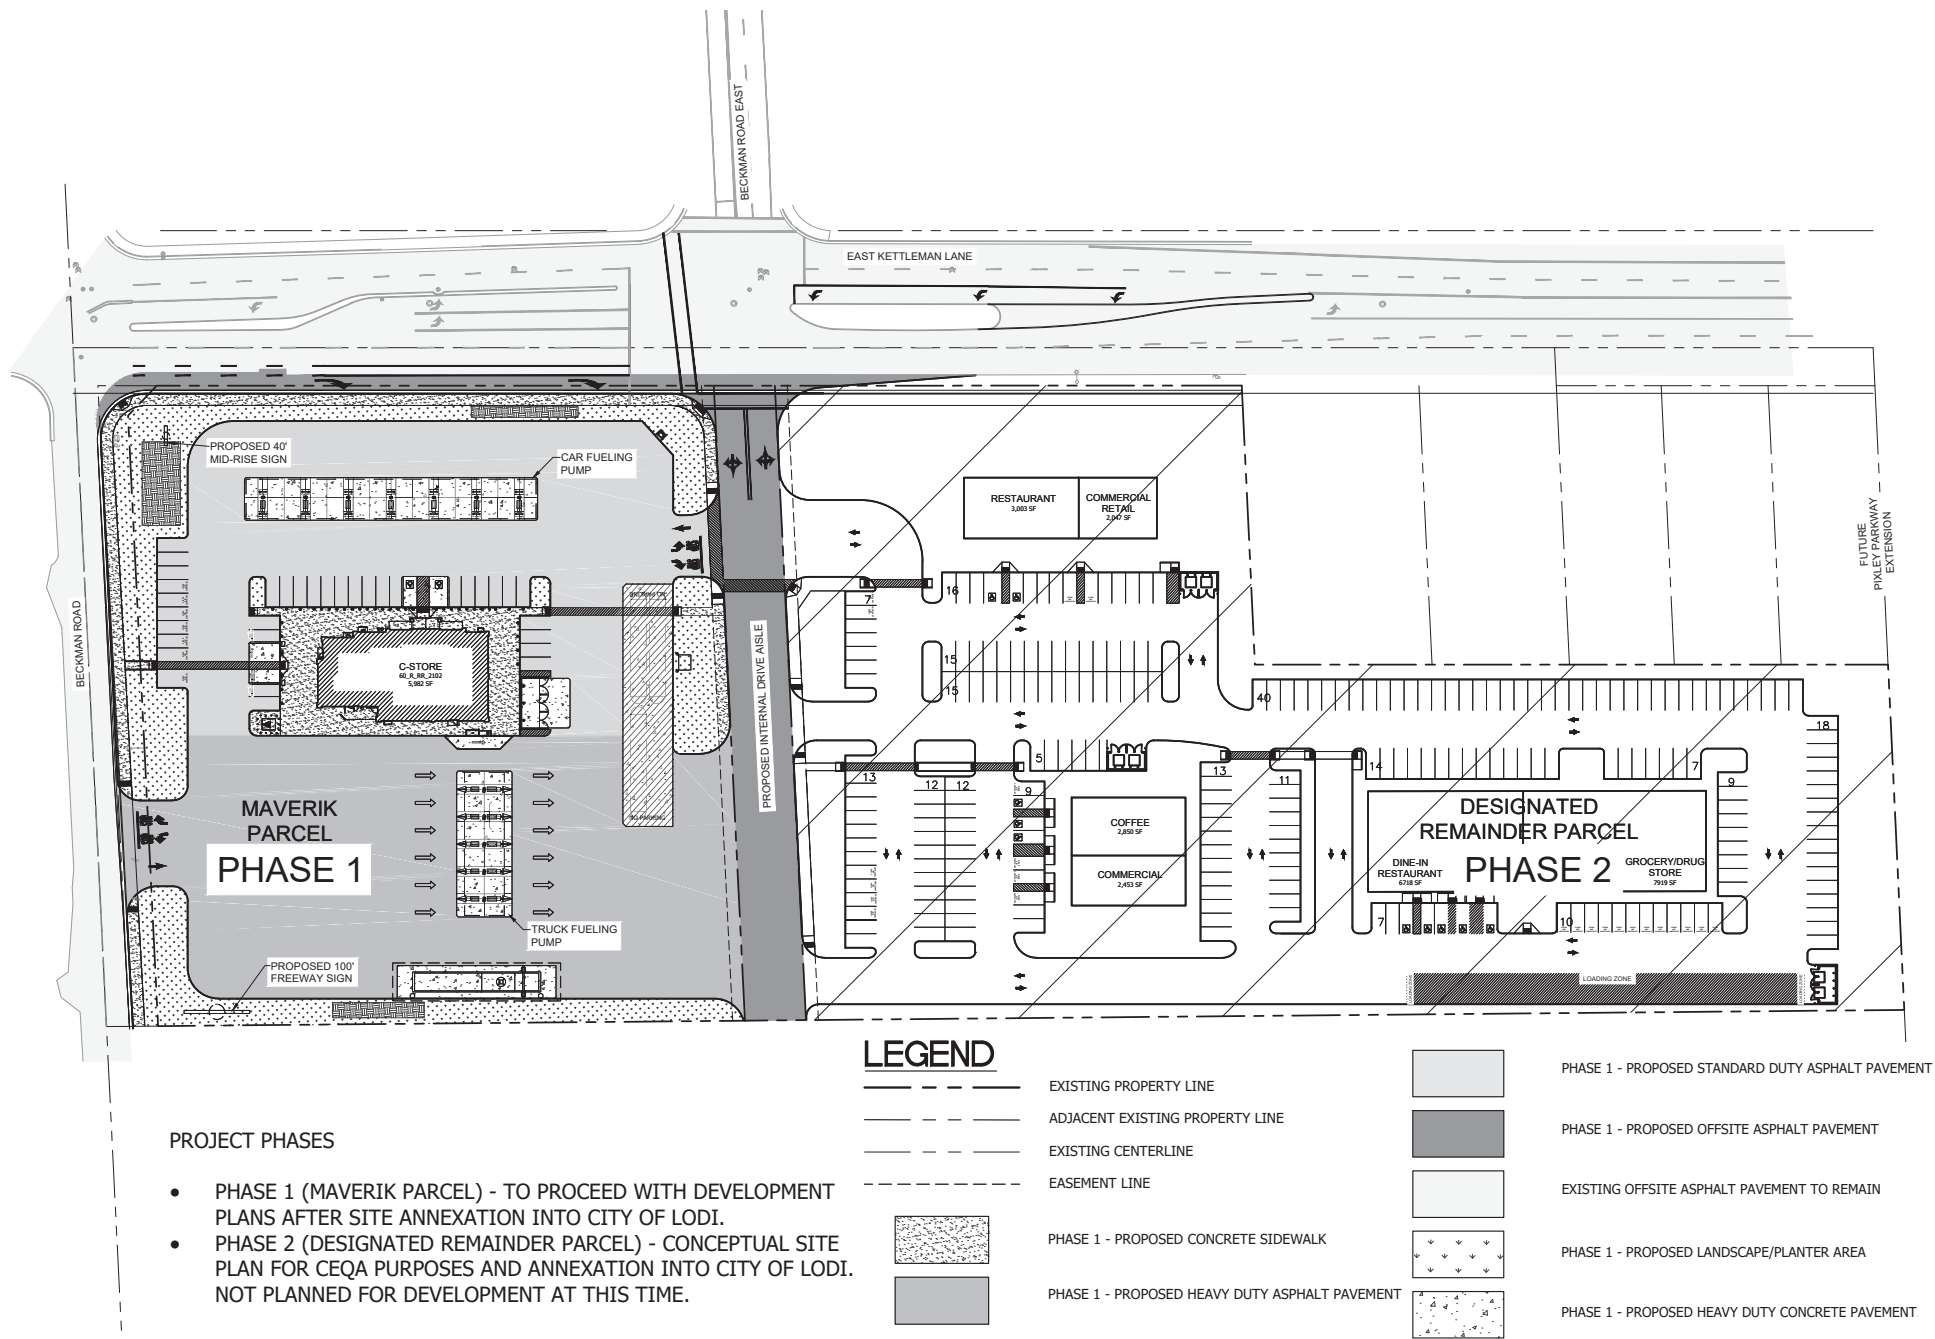 BECKMAN ROAD EAST
EAST KETTLEMAN LANE
PROPOSED 40'
MID-RISE SIGN
CAR FUELING
PUMP
RESTAURANT
3,003 SF
COMMERCIAL
RETAIL
2,047 SF
FUTURE
PIXLEY PARKWAY
EXTENSION
BECKMAN ROAD
C-STORE
60_R_RR_2102
5,982 SF
PROPOSED INTERNAL DRIVE AISLE
NO PARKING
16
7
15
15
40
18
5
13
12
12
9
13
11
14
7
9
MAVERIK
PARCEL
PHASE 1
COFFEE
2,850 SF
COMMERCIAL
2,453 SF
DESIGNATED
REMAINDER PARCEL
PHASE 2
DINE-IN
RESTAURANT
6718 SF
GROCERY/DRUG
STORE
7919 SF
7
10
TRUCK FUELING
PUMP
PROPOSED 100'
FREEWAY SIGN
LOADING ZONE
LOADING ZONE
LOADING ZONE
LEGEND
EXISTING PROPERTY LINE
ADJACENT EXISTING PROPERTY LINE
EXISTING CENTERLINE
EASEMENT LINE
PHASE 1 - PROPOSED CONCRETE SIDEWALK
PHASE 1 - PROPOSED HEAVY DUTY ASPHALT PAVEMENT
PHASE 1 - PROPOSED STANDARD DUTY ASPHALT PAVEMENT
PHASE 1 - PROPOSED OFFSITE ASPHALT PAVEMENT
EXISTING OFFSITE ASPHALT PAVEMENT TO REMAIN
PHASE 1 - PROPOSED LANDSCAPE/PLANTER AREA
PHASE 1 - PROPOSED HEAVY DUTY CONCRETE PAVEMENT
PROJECT PHASES
• PHASE 1 (MAVERIK PARCEL) - TO PROCEED WITH DEVELOPMENT
PLANS AFTER SITE ANNEXATION INTO CITY OF LODI.
• PHASE 2 (DESIGNATED REMAINDER PARCEL) - CONCEPTUAL SITE
PLAN FOR CEQA PURPOSES AND ANNEXATION INTO CITY OF LODI.
NOT PLANNED FOR DEVELOPMENT AT THIS TIME.